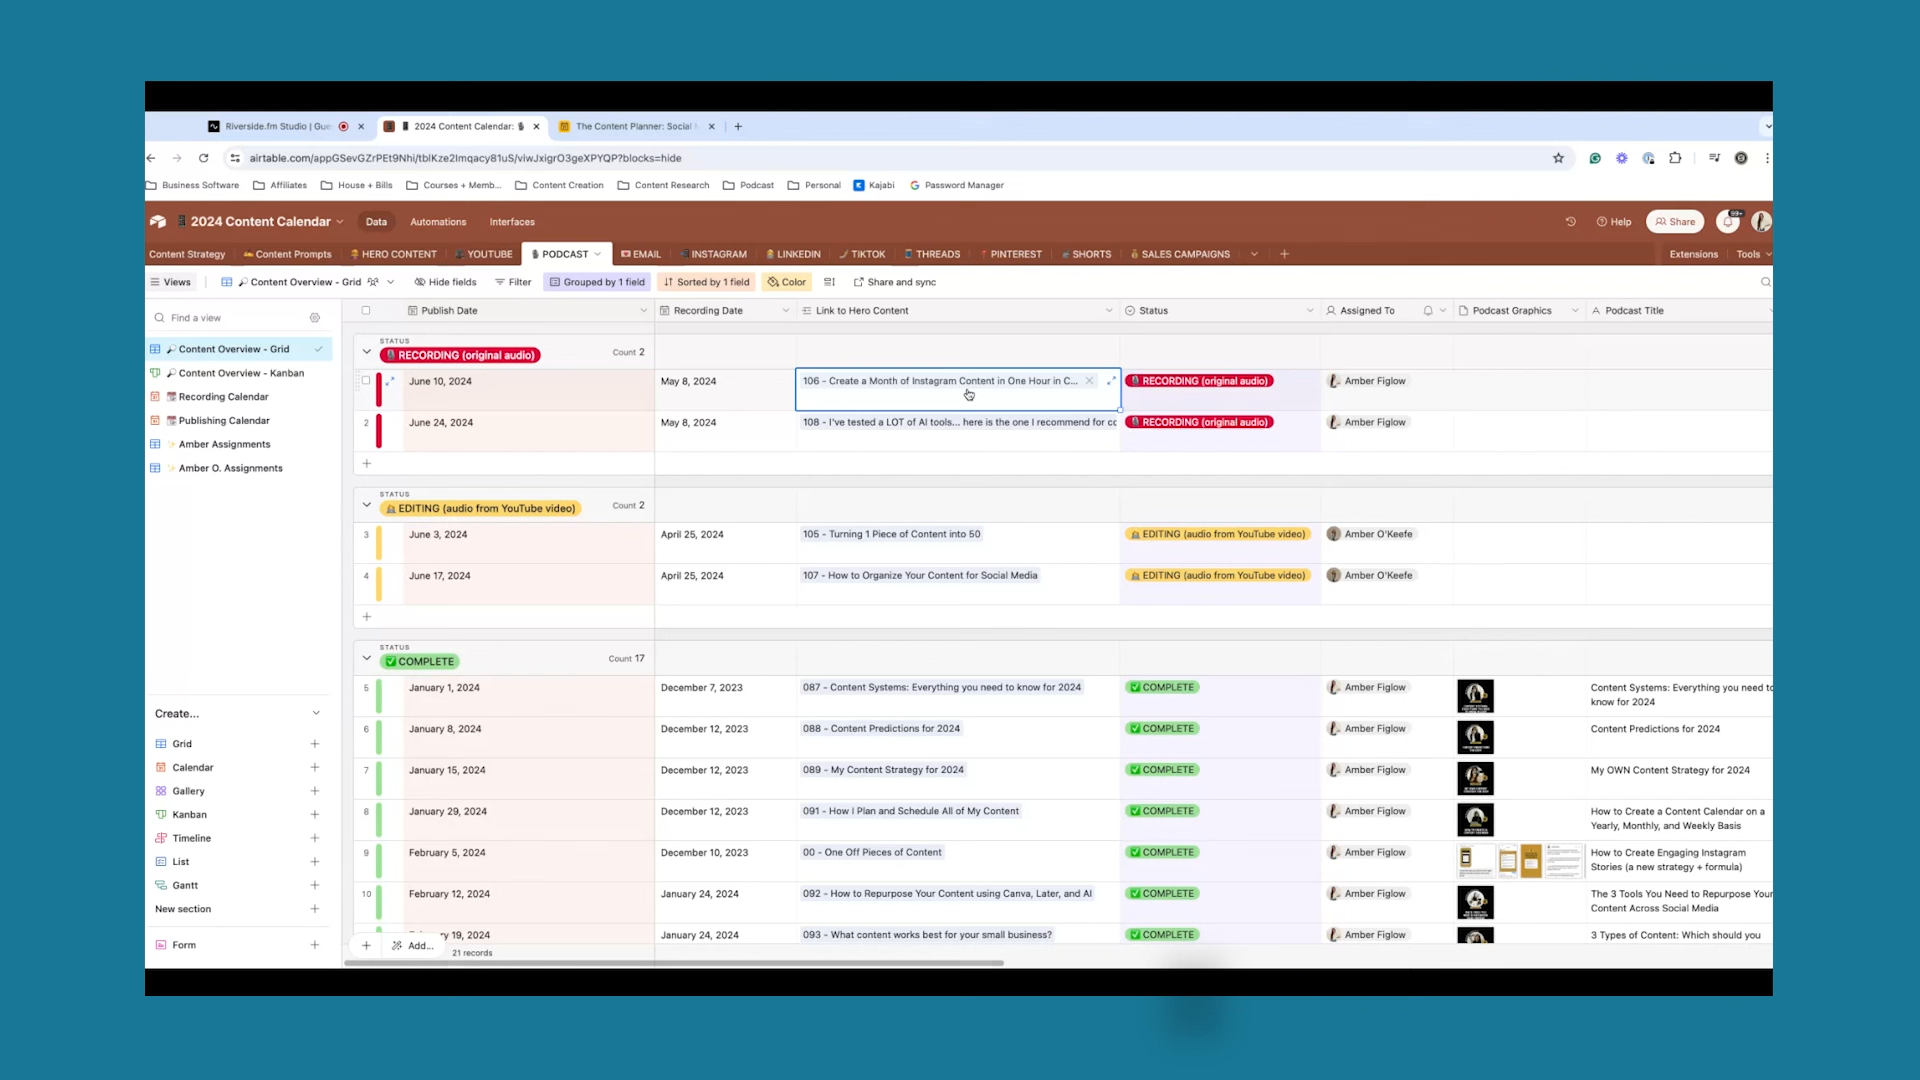 Riverside.fm Studio | Gue
2024 Content Calendar:
The Content Planner: Social
airtable.com/appGSevGZrPEt9Nhi/tblKze2Imqacy81uS/viwJxigrO3geXPYQP?blocks=hide
Business Software Affiliates House + Bills Courses + Memb... Content Creation Content Research Podcast Personal Kajabi Password Manager
2024 Content Calendar Data Automations Interfaces Help Share 99+
Content Strategy Content Prompts HERO CONTENT YOUTUBE PODCAST EMAIL INSTAGRAM LINKEDIN TIKTOK THREADS PINTEREST SHORTS SALES CAMPAIGNS Extensions Tools
Views Content Overview - Grid Hide fields Filter Grouped by 1 field Sorted by 1 field Color Share and sync
Find a view
Content Overview - Grid
Content Overview - Kanban
Recording Calendar
Publishing Calendar
Amber Assignments
Amber O. Assignments
Create...
Grid
Calendar
Gallery
Kanban
Timeline
List
Gantt
New section
Form
Publish Date Recording Date Link to Hero Content Status Assigned To Podcast Graphics Podcast Title
STATUS
RECORDING (original audio) Count 2
June 10, 2024 May 8, 2024 106 - Create a Month of Instagram Content in One Hour in C... RECORDING (original audio) Amber Figlow
2 June 24, 2024 May 8, 2024 108 - I've tested a LOT of AI tools... here is the one I recommend for cc RECORDING (original audio) Amber Figlow
STATUS
EDITING (audio from YouTube video) Count 2
3 June 3, 2024 April 25, 2024 105 - Turning 1 Piece of Content into 50 EDITING (audio from YouTube video) Amber O'Keefe
4 June 17, 2024 April 25, 2024 107 - How to Organize Your Content for Social Media EDITING (audio from YouTube video) Amber O'Keefe
STATUS
COMPLETE Count 17
5 January 1, 2024 December 7, 2023 087 - Content Systems: Everything you need to know for 2024 COMPLETE Amber Figlow Content Systems: Everything you need to
know for 2024
6 January 8, 2024 December 12, 2023 088 - Content Predictions for 2024 COMPLETE Amber Figlow Content Predictions for 2024
7 January 15, 2024 December 12, 2023 089 - My Content Strategy for 2024 COMPLETE Amber Figlow My OWN Content Strategy for 2024
8 January 29, 2024 December 12, 2023 091 - How I Plan and Schedule All of My Content COMPLETE Amber Figlow How to Create a Content Calendar on a
Yearly, Monthly, and Weekly Basis
9 February 5, 2024 December 10, 2023 00 - One Off Pieces of Content COMPLETE Amber Figlow How to Create Engaging Instagram
Stories (a new strategy + formula)
10 February 12, 2024 January 24, 2024 092 - How to Repurpose Your Content using Canva, Later, and AI COMPLETE Amber Figlow The 3 Tools You Need to Repurpose Your
Content Across Social Media
ry 19, 2024 January 24, 2024 093 - What content works best for your small business? COMPLETE Amber Figlow 3 Types of Content: Which should you
Add...
21 records